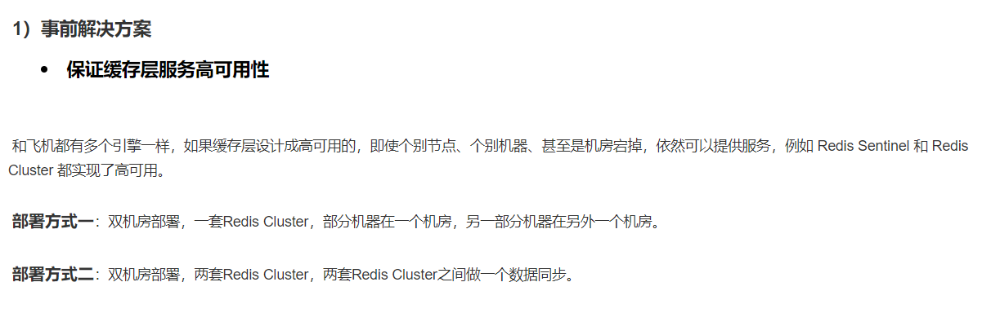 1）事前解决方案
• 保证缓存层服务高可用性
和飞机都有多个引擎一样，如果缓存层设计成高可用的，即使个别节点、个别机器、甚至是机房宕掉，依然可以提供服务，例如 Redis Sentinel 和 Redis
Cluster 都实现了高可用。
部署方式一：双机房部署，一套Redis Cluster，部分机器在一个机房，另一部分机器在另外一个机房。
部署方式二：双机房部署，两套Redis Cluster，两套Redis Cluster之间做一个数据同步。